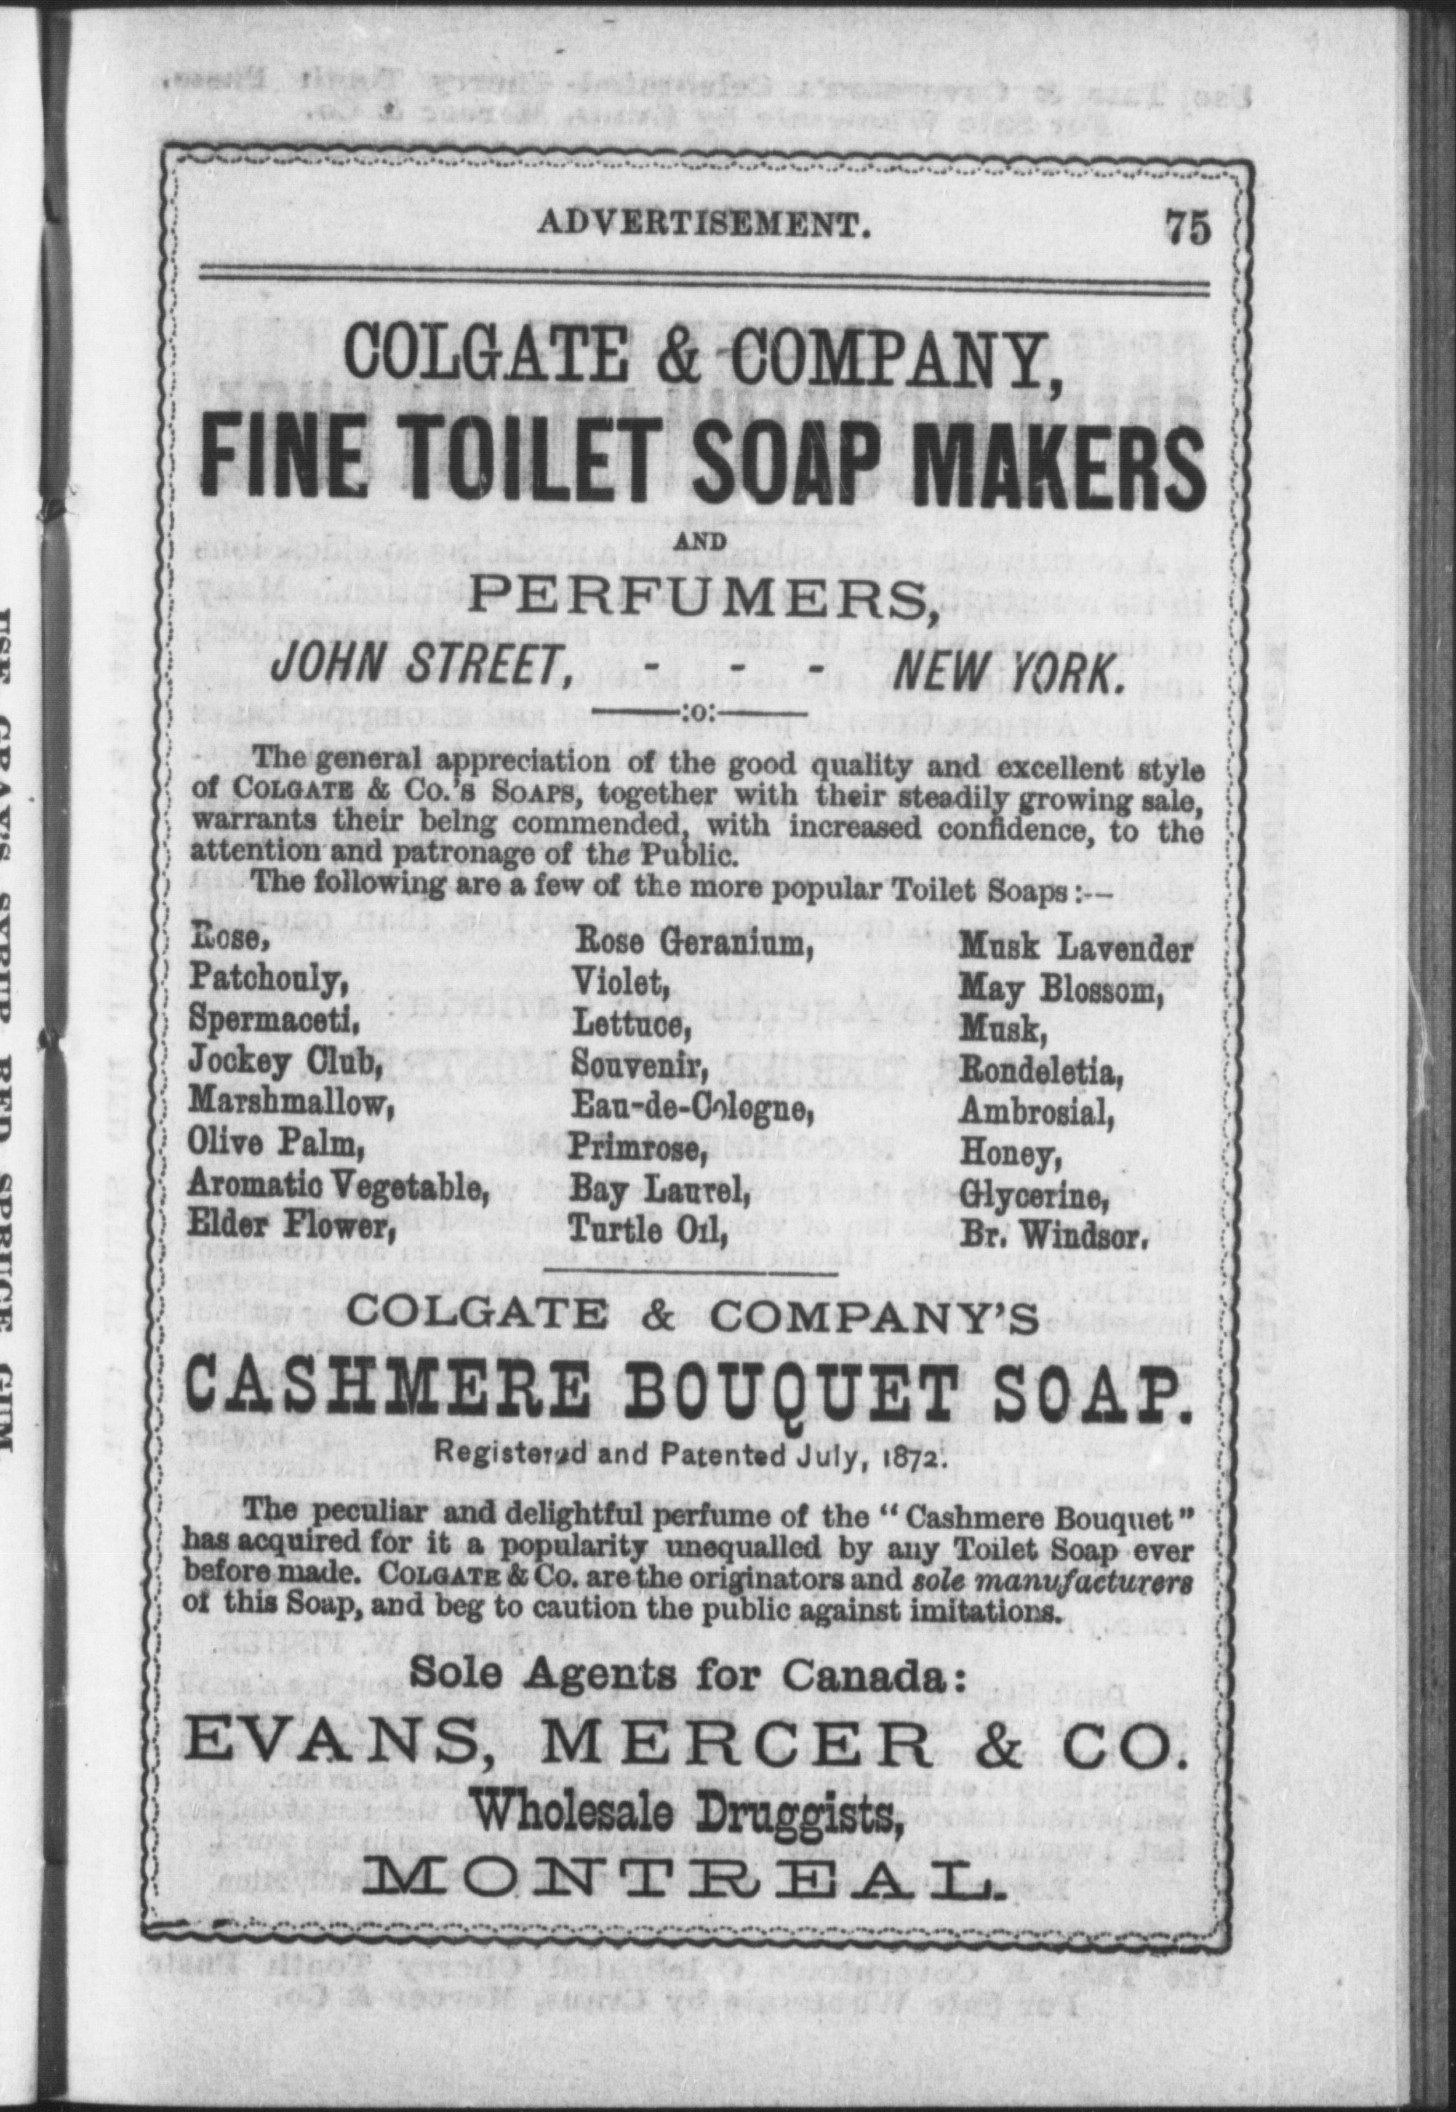 ADVERTISEMENT. 75
COLGATE & COMPANY,
FINE TOILET SOAP MAKERS
AND
PERFUMERS,
JOHN STREET, - - - NEW YORK.
:o:
The general appreciation of the good quality and excellent style
of COLGATE & CO.'S SOAPS, together with their steadily growing sale,
warrants their being commended, with increased confidence, to the
attention and patronage of the Public.
The following are a few of the more popular Toilet Soaps:—
Rose, Rose Geranium, Musk Lavender
Patchouly, Violet, May Blossom,
Spermaceti, Lettuce, Musk,
Jockey Club, Souvenir, Rondeletia,
Marshmallow, Eau-de-Cologne, Ambrosial,
Olive Palm, Primrose, Honey,
Aromatic Vegetable, Bay Laurel, Glycerine,
Elder Flower, Turtle Oil, Br. Windsor.
COLGATE & COMPANY'S
CASHMERE BOUQUET SOAP.
Registered and Patented July, 1872.
The peculiar and delightful perfume of the "Cashmere Bouquet"
has acquired for it a popularity unequalled by any Toilet Soap ever
before made. COLGATE & CO. are the originators and sole manufacturers
of this Soap, and beg to caution the public against imitations.
Sole Agents for Canada:
EVANS, MERCER & CO.
Wholesale Druggists,
MONTREAL.
USE GRAY'S SYRUP RED SPRUCE GUM